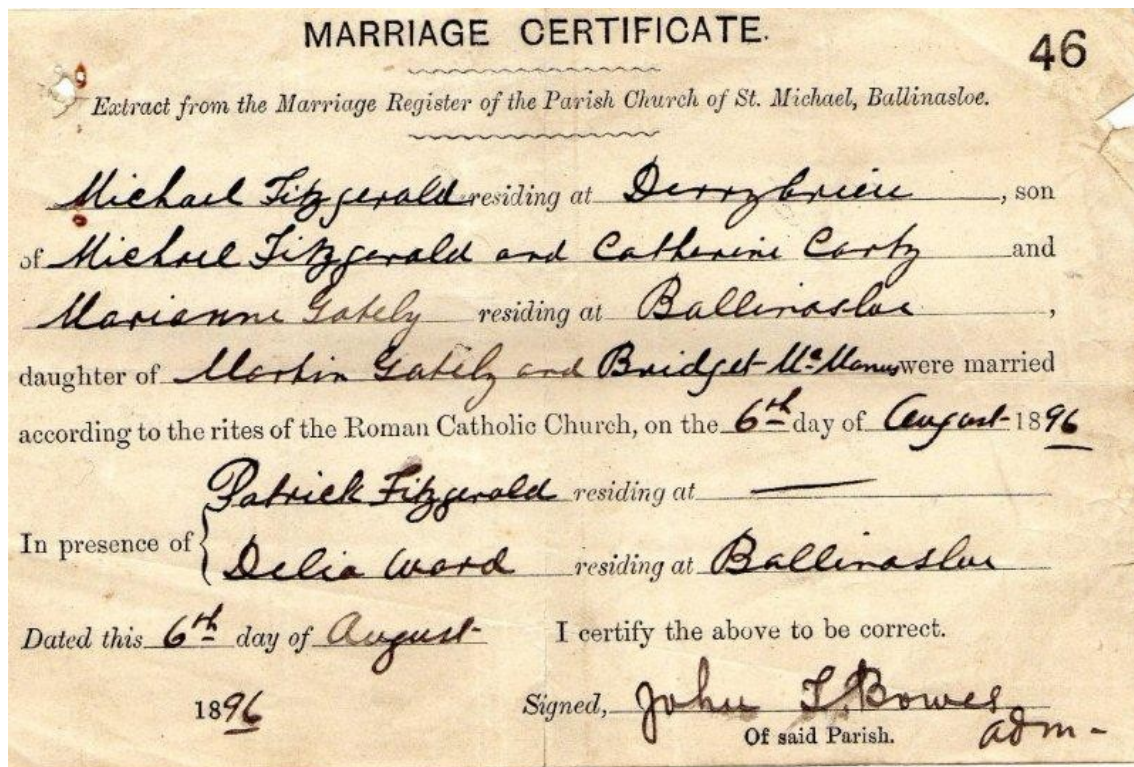 MARRIAGE CERTIFICATE.
46
Extract from the Marriage Register of the Parish Church of St. Michael, Ballinasloe.
Michael Fitzgerald residing at Derrybrien, son
of Michael Fitzgerald and Catherine Carty and
Marianne Gately residing at Ballinasloe,
daughter of Martin Gately and Bridget McManus were married
according to the rites of the Roman Catholic Church, on the 6th day of August 1896
Patrick Fitzgerald residing at —
In presence of
Delia Ward residing at Ballinasloe
Dated this 6th day of August
I certify the above to be correct.
1896
Signed, John T. Bowes
Of said Parish. adm-